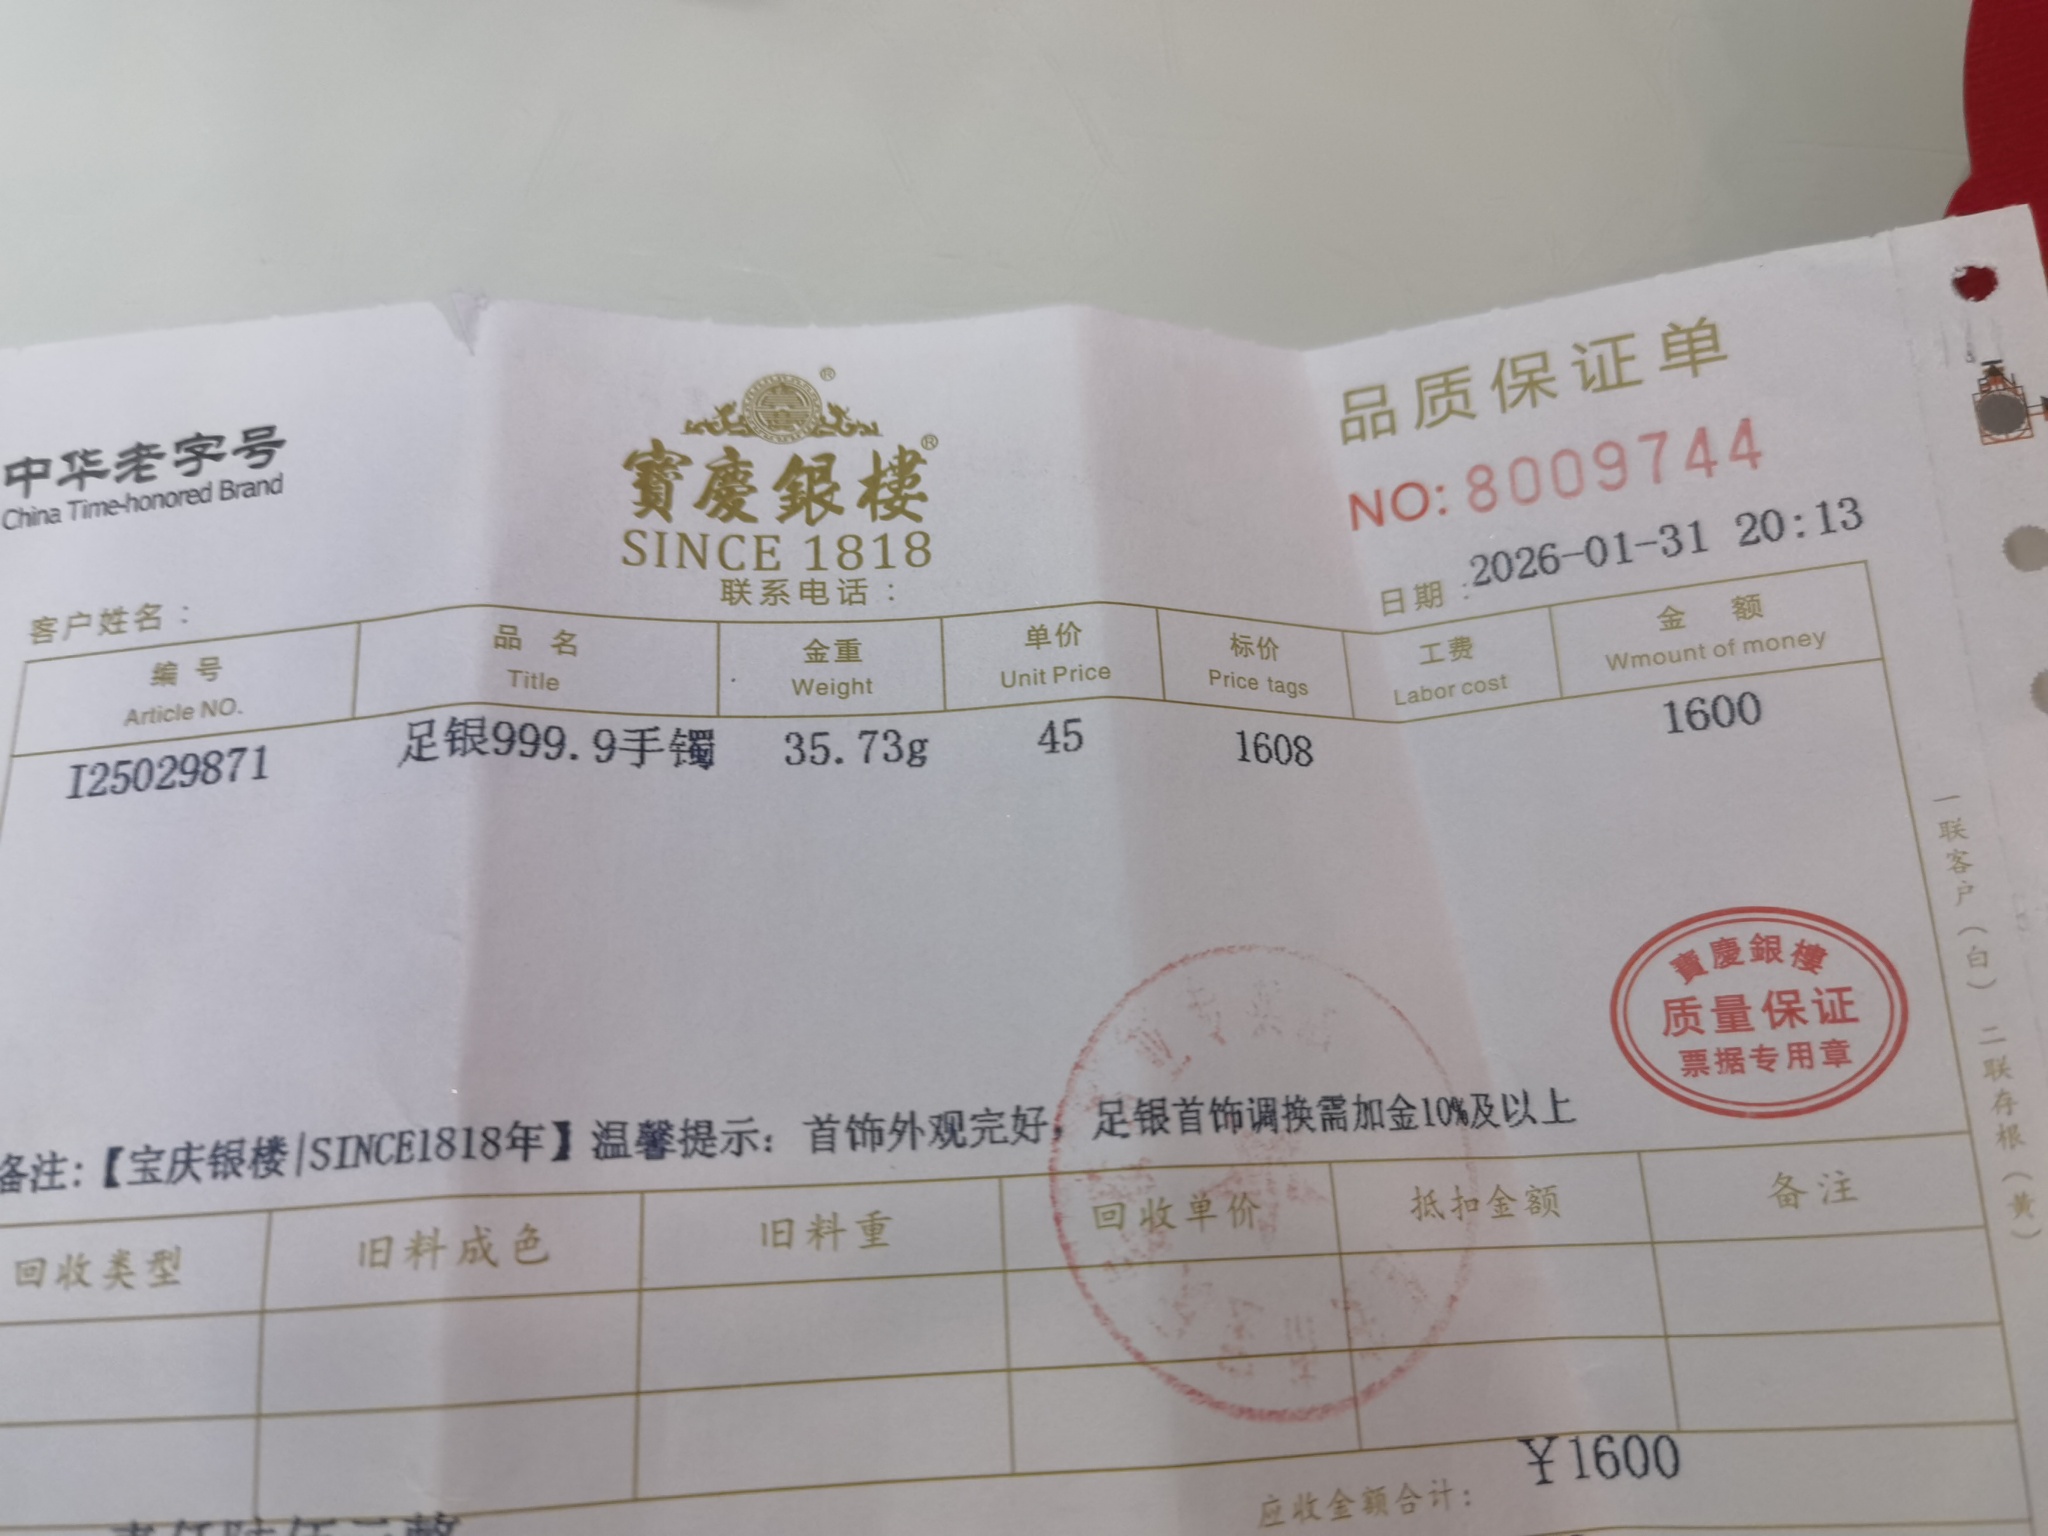 中华老字号
China Time-honored Brand
寳慶銀樓
SINCE 1818
联系电话：
品质保证单
NO: 8009744
日期：2026-01-31 20:13
客户姓名：
编号 品名 金重 单价 标价 工费 金额
Article NO. Title Weight Unit Price Price tags Labor cost Wmount of money
I25029871 足银999.9手镯 35.73g 45 1608 1600
寳慶銀樓
质量保证
票据专用章
一联客户（白） 二联存根（黄）
备注:【宝庆银楼|SINCE1818年】温馨提示：首饰外观完好，足银首饰调换需加金10%及以上
回收类型 旧料成色 旧料重 回收单价 抵扣金额 备注
应收金额合计：￥1600